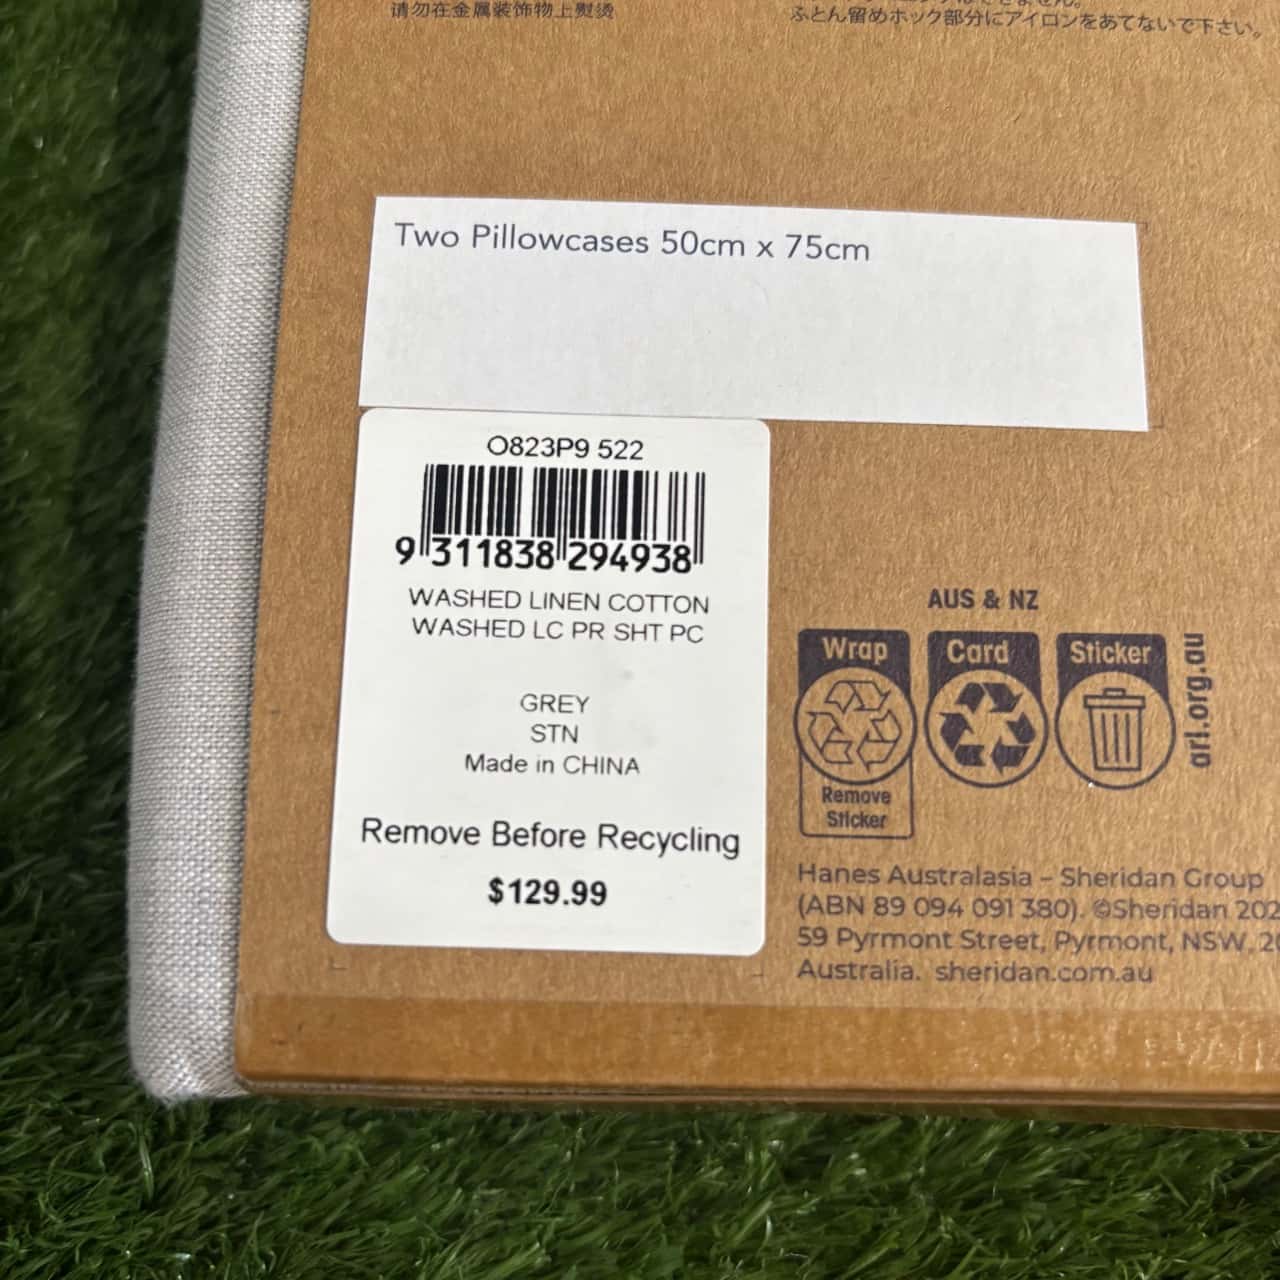 请勿在金属装饰物上熨烫
ふとん留めホック部分にアイロンをあてないで下さい。
Two Pillowcases 50cm x 75cm
O823P9 522
9 311838 294938
WASHED LINEN COTTON
WASHED LC PR SHT PC
GREY
STN
Made in CHINA
Remove Before Recycling
$129.99
AUS & NZ
Wrap
Card
Sticker
Remove
Sticker
arl.org.au
Hanes Australasia – Sheridan Group
(ABN 89 094 091 380). ©Sheridan 202
59 Pyrmont Street, Pyrmont, NSW, 2
Australia. sheridan.com.au